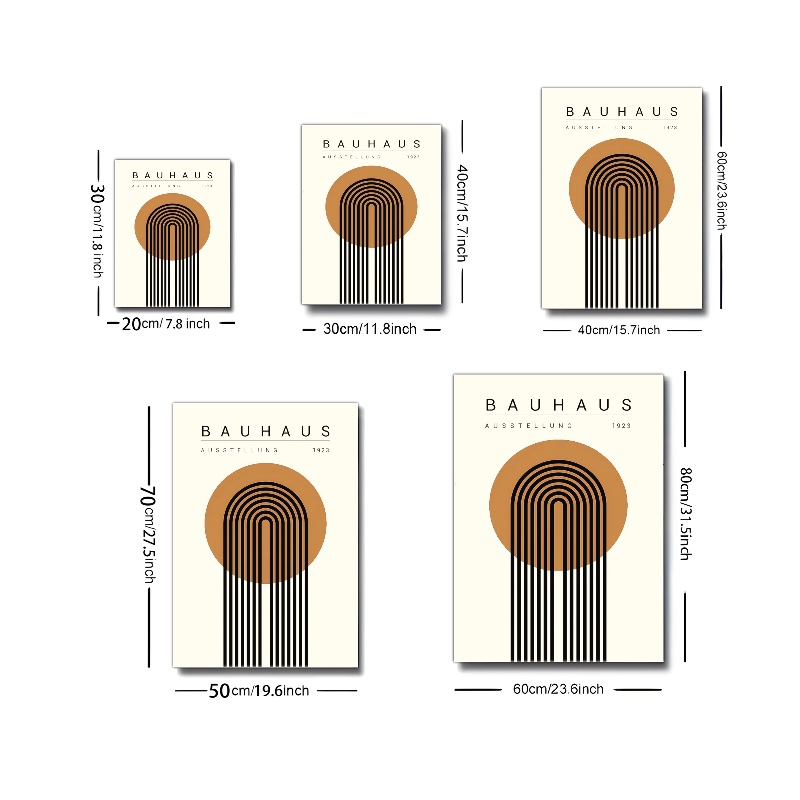 BAUHAUS
30cm/11.8 inch
20cm/7.8 inch
BAUHAUS
AUSSTELLUNG 1923
40cm/15.7inch
30cm/11.8inch
BAUHAUS
1923
60cm/23.6inch
40cm/15.7inch
BAUHAUS
AUSSTELLUNG 1923
70cm/27.5inch
50cm/19.6inch
BAUHAUS
AUSSTELLUNG 1923
80cm/31.5inch
60cm/23.6inch